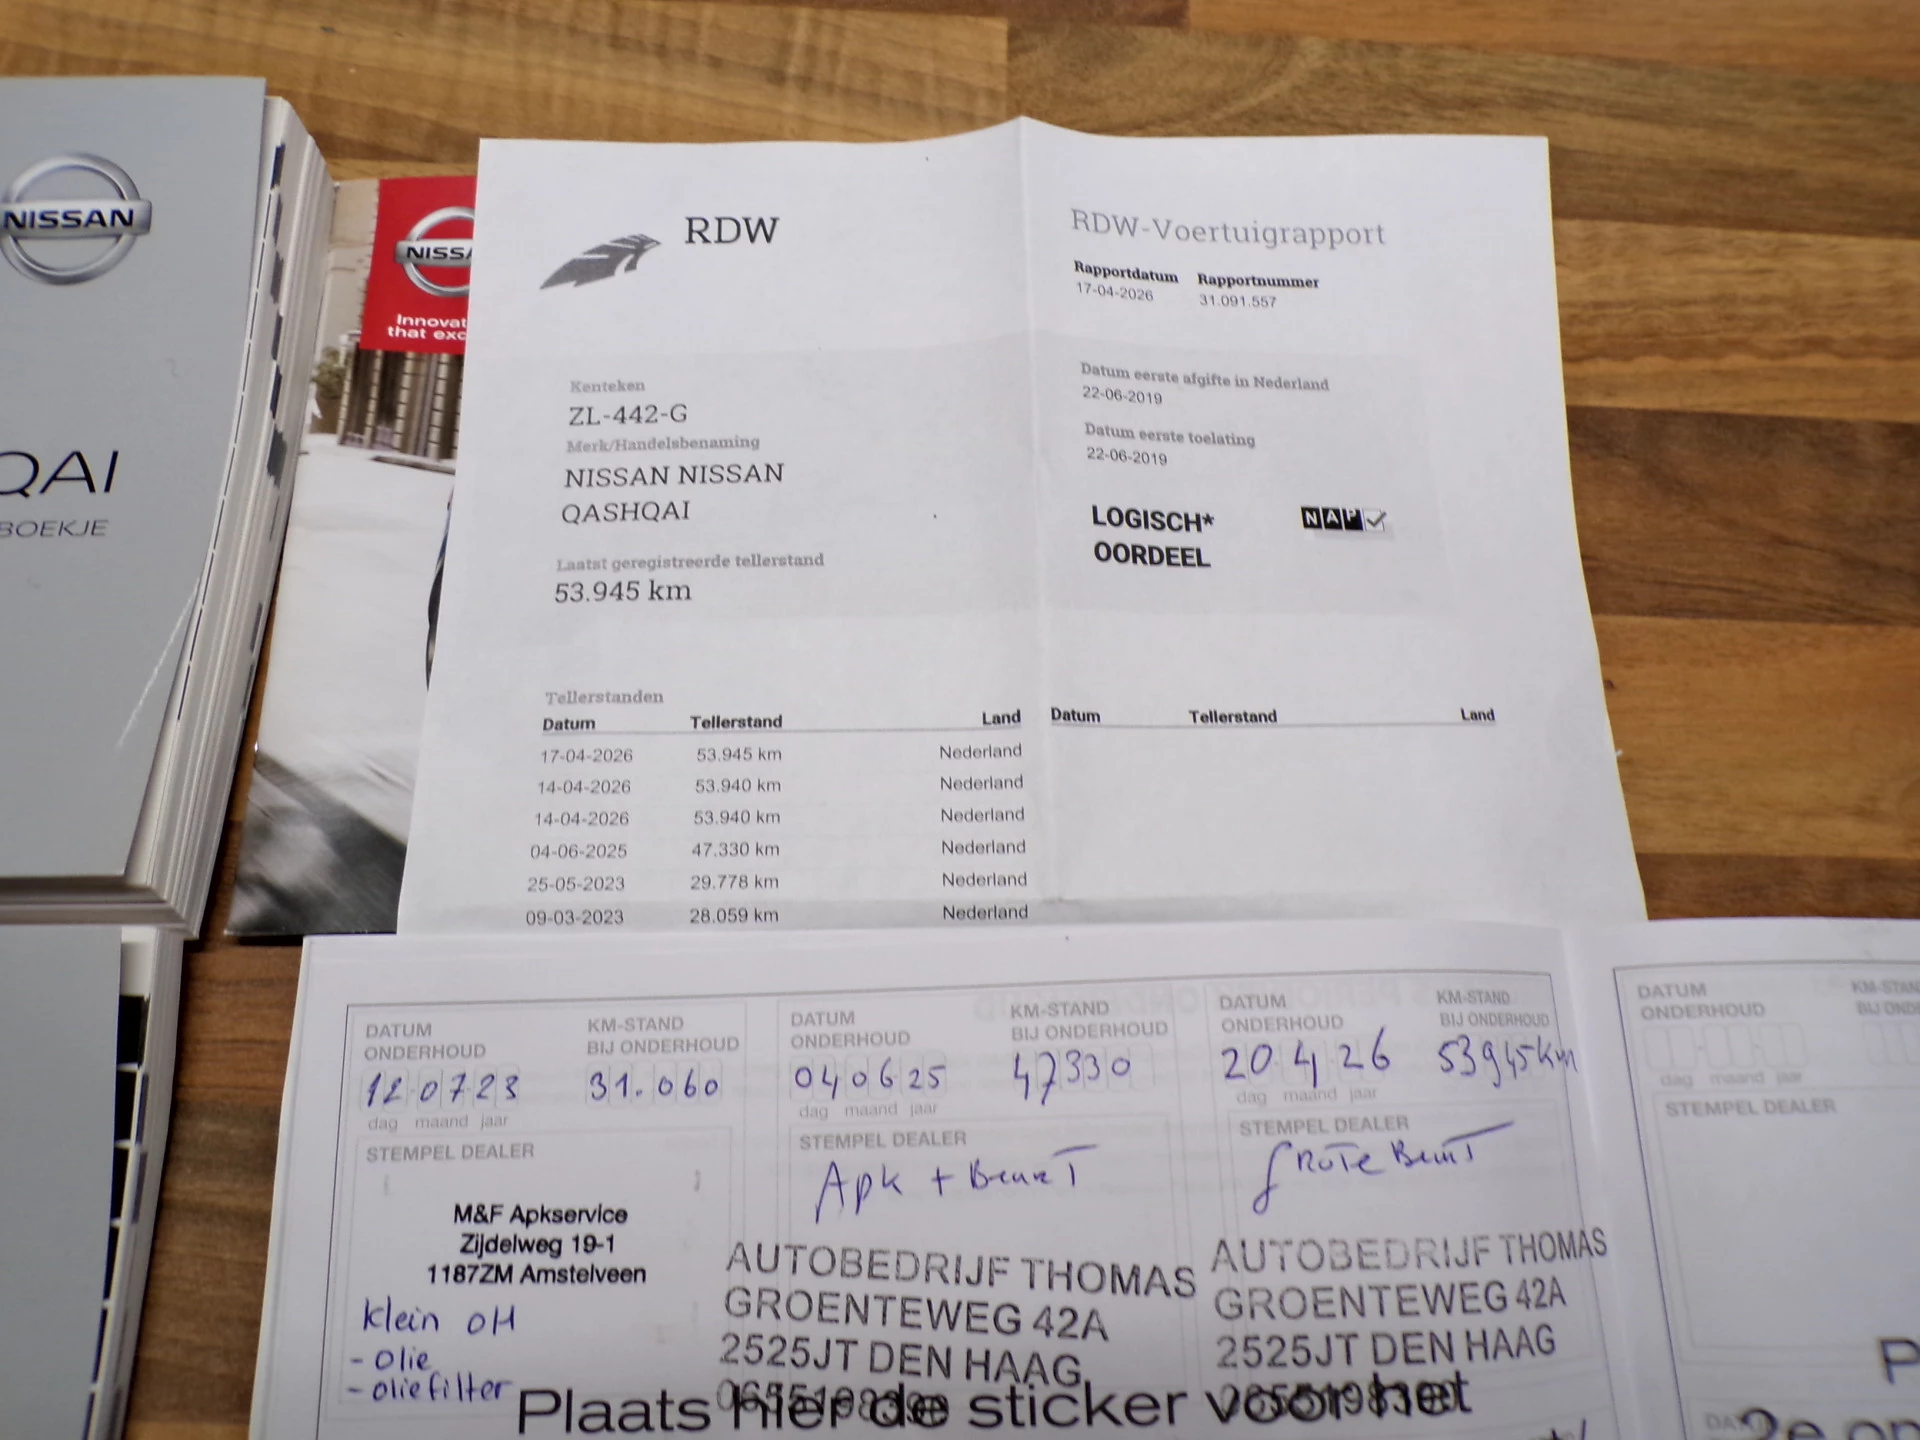 NISSAN
QAI
BOEKJE
NISSA
Innovat
that exc
RDW
RDW-Voertuigrapport
Rapportdatum Rapportnummer
17-04-2026 31.091.557
Kenteken
ZL-442-G
Merk/Handelsbenaming
NISSAN NISSAN
QASHQAI
Laatst geregistreerde tellerstand
53.945 km
Datum eerste afgifte in Nederland
22-06-2019
Datum eerste toelating
22-06-2019
LOGISCH*
OORDEEL
NAP
Tellerstanden
Datum Tellerstand Land Datum Tellerstand Land
17-04-2026 53.945 km Nederland
14-04-2026 53.940 km Nederland
14-04-2026 53.940 km Nederland
04-06-2025 47.330 km Nederland
25-05-2023 29.778 km Nederland
09-03-2023 28.059 km Nederland
DATUM
ONDERHOUD
KM-STAND
BIJ ONDERHOUD
12 07 23 31.060
dag maand jaar
STEMPEL DEALER
M&F Apkservice
Zijdelweg 19-1
1187ZM Amstelveen
Klein OH
- Olie
- oliefilter
DATUM
ONDERHOUD
KM-STAND
BIJ ONDERHOUD
04 06 25 47330
dag maand jaar
STEMPEL DEALER
Apk + Beurt
AUTOBEDRIJF THOMAS
GROENTEWEG 42A
2525JT DEN HAAG
DATUM
ONDERHOUD
KM-STAND
BIJ ONDERHOUD
20 4 26 53945km
dag maand jaar
STEMPEL DEALER
Grote Beurt
AUTOBEDRIJF THOMAS
GROENTEWEG 42A
2525JT DEN HAAG
Plaats hier de sticker voor het
DATUM
ONDERHOUD
KM-STAN
BIJ OND
dag maand jaar
STEMPEL DEALER
P
2e on